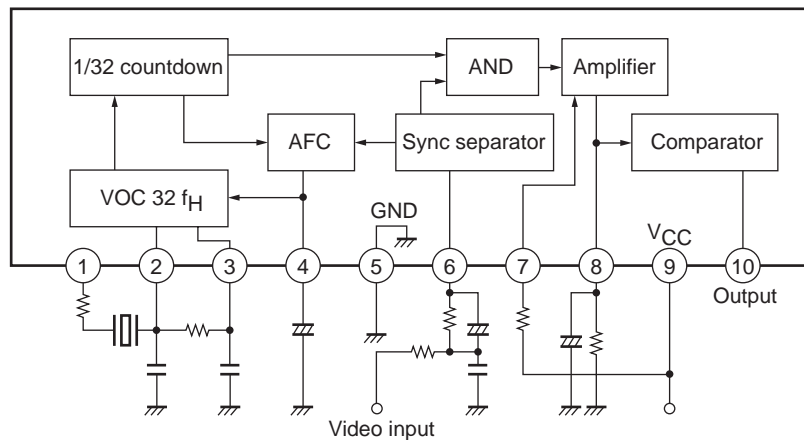 1/32 countdown
AND
Amplifier
AFC
Sync separator
Comparator
VOC 32 fH
GND
VCC
1
2
3
4
5
6
7
8
9
10
Output
Video input